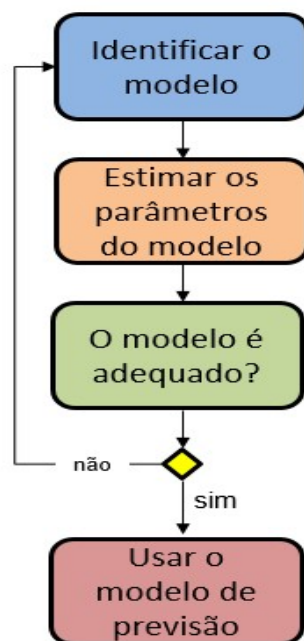 Identificar o
modelo
Estimar os
parâmetros
do modelo
O modelo é
adequado?
não
sim
Usar o
modelo de
previsão